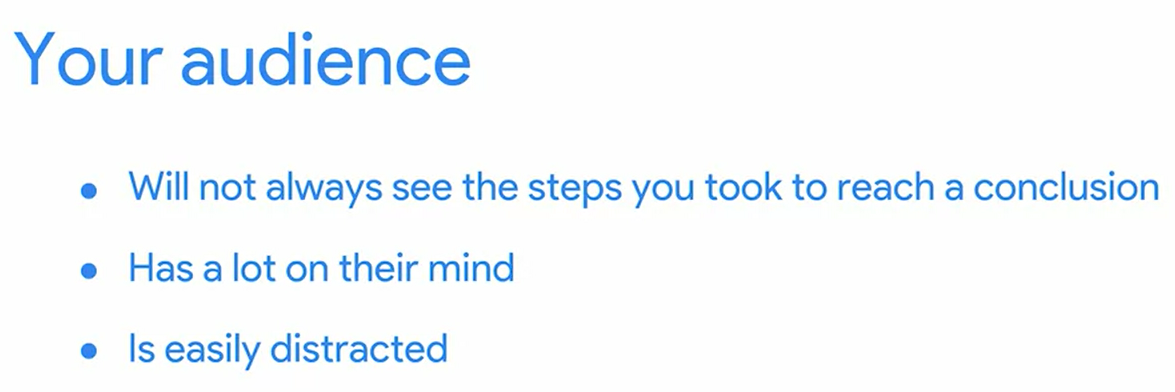 Your audience
● Will not always see the steps you took to reach a conclusion
● Has a lot on their mind
● Is easily distracted